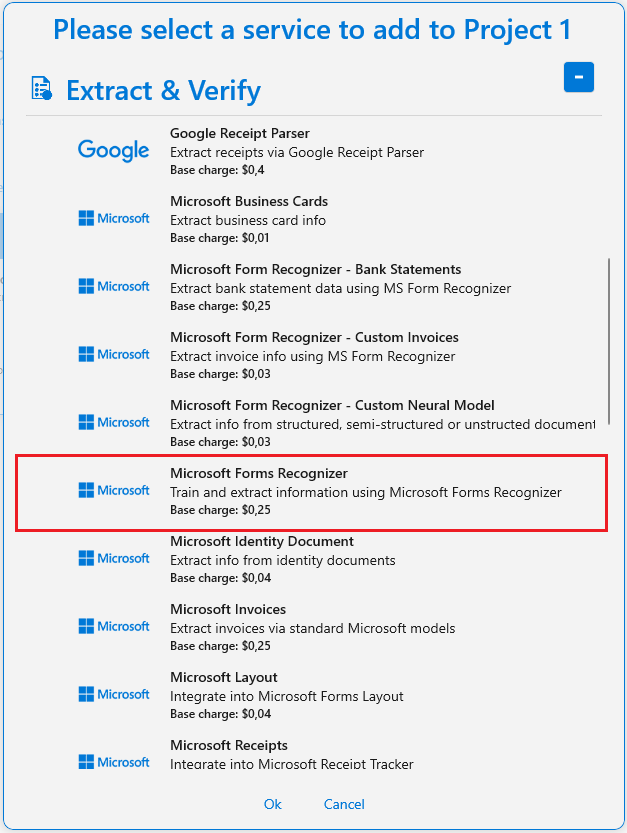 Please select a service to add to Project 1
Extract & Verify
-
Google
Google Receipt Parser
Extract receipts via Google Receipt Parser
Base charge: $0,4
Microsoft
Microsoft Business Cards
Extract business card info
Base charge: $0,01
Microsoft
Microsoft Form Recognizer - Bank Statements
Extract bank statement data using MS Form Recognizer
Base charge: $0,25
Microsoft
Microsoft Form Recognizer - Custom Invoices
Extract invoice info using MS Form Recognizer
Base charge: $0,03
Microsoft
Microsoft Form Recognizer - Custom Neural Model
Extract info from structured, semi-structured or unstructed document
Base charge: $0,03
Microsoft
Microsoft Forms Recognizer
Train and extract information using Microsoft Forms Recognizer
Base charge: $0,25
Microsoft
Microsoft Identity Document
Extract info from identity documents
Base charge: $0,04
Microsoft
Microsoft Invoices
Extract invoices via standard Microsoft models
Base charge: $0,25
Microsoft
Microsoft Layout
Integrate into Microsoft Forms Layout
Base charge: $0,04
Microsoft
Microsoft Receipts
Integrate into Microsoft Receipt Tracker
Ok Cancel